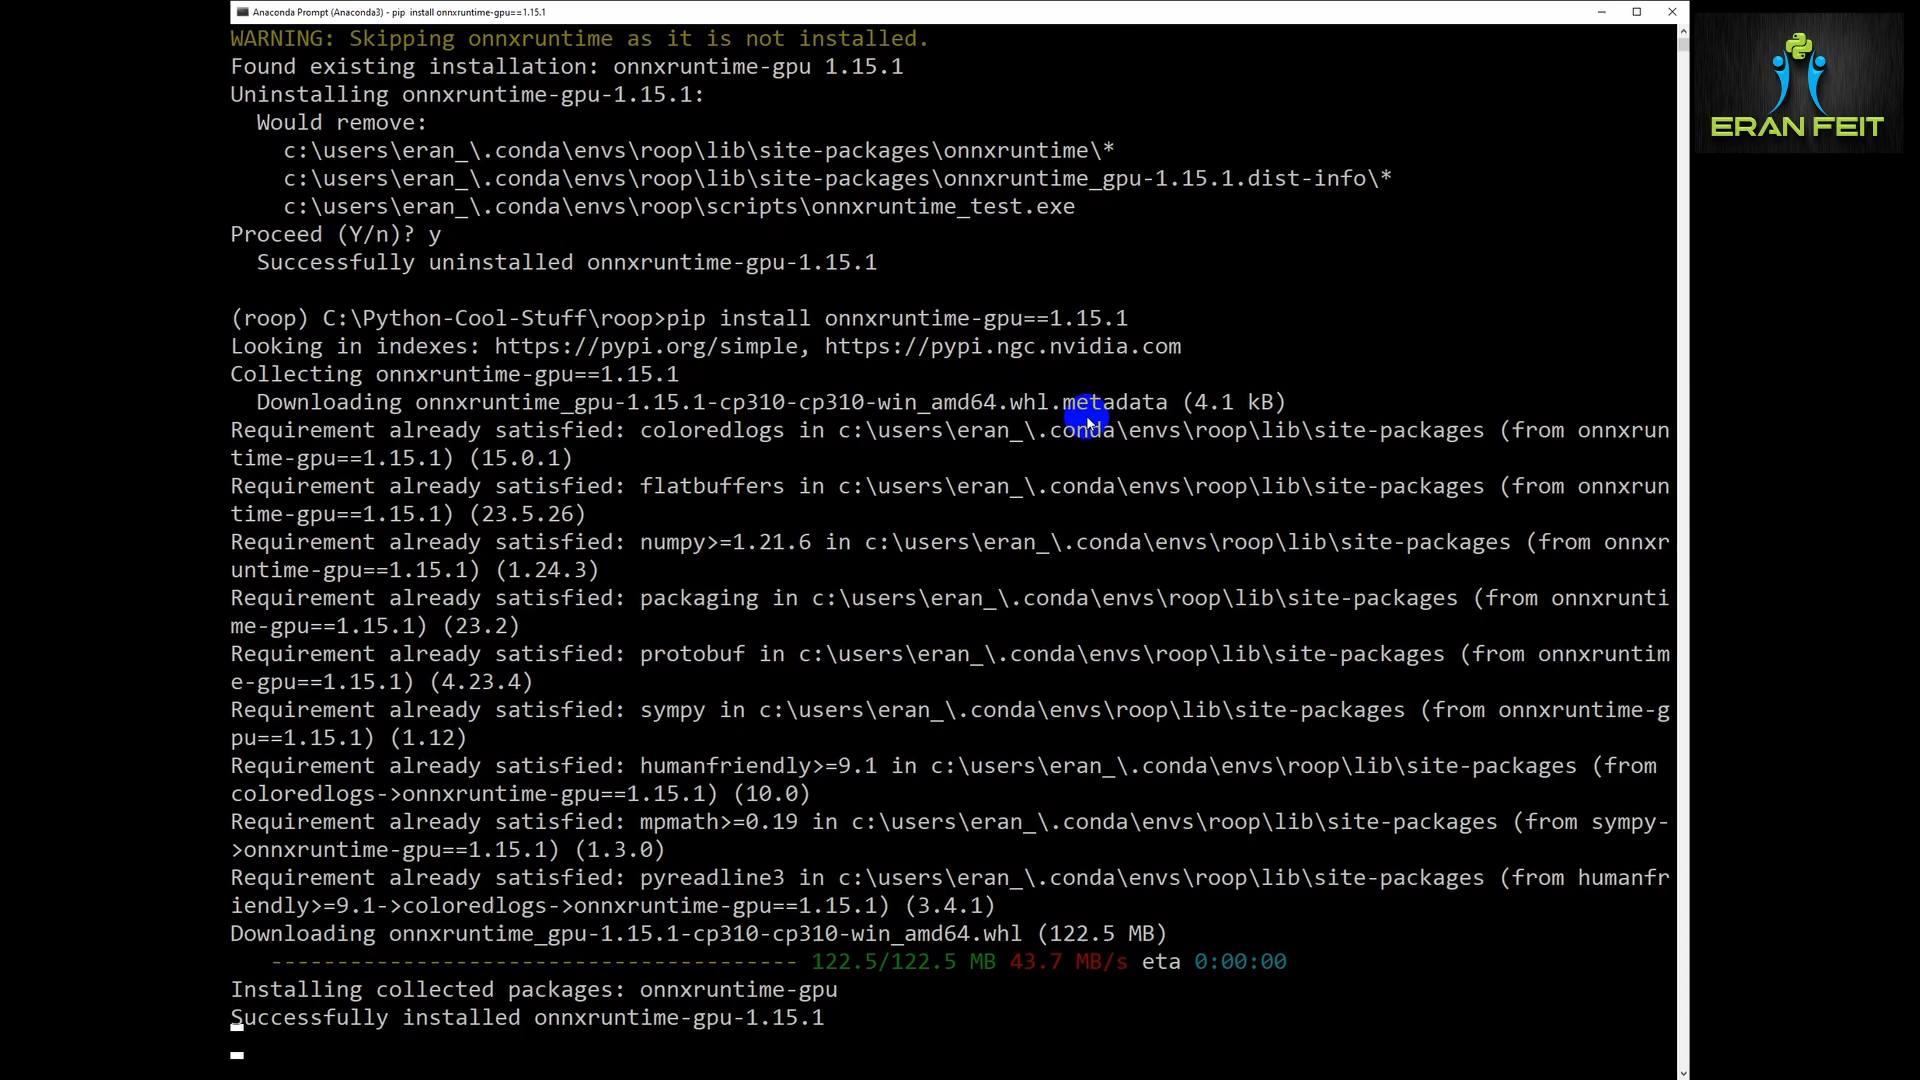 Anaconda Prompt (Anaconda3) - pip  install onnxruntime-gpu==1.15.1
WARNING: Skipping onnxruntime as it is not installed.
Found existing installation: onnxruntime-gpu 1.15.1
Uninstalling onnxruntime-gpu-1.15.1:
  Would remove:
    c:\users\eran_\.conda\envs\roop\lib\site-packages\onnxruntime\*
    c:\users\eran_\.conda\envs\roop\lib\site-packages\onnxruntime_gpu-1.15.1.dist-info\*
    c:\users\eran_\.conda\envs\roop\scripts\onnxruntime_test.exe
Proceed (Y/n)? y
  Successfully uninstalled onnxruntime-gpu-1.15.1
(roop) C:\Python-Cool-Stuff\roop>pip install onnxruntime-gpu==1.15.1
Looking in indexes: https://pypi.org/simple, https://pypi.ngc.nvidia.com
Collecting onnxruntime-gpu==1.15.1
  Downloading onnxruntime_gpu-1.15.1-cp310-cp310-win_amd64.whl.metadata (4.1 kB)
Requirement already satisfied: coloredlogs in c:\users\eran_\.conda\envs\roop\lib\site-packages (from onnxrun
time-gpu==1.15.1) (15.0.1)
Requirement already satisfied: flatbuffers in c:\users\eran_\.conda\envs\roop\lib\site-packages (from onnxrun
time-gpu==1.15.1) (23.5.26)
Requirement already satisfied: numpy>=1.21.6 in c:\users\eran_\.conda\envs\roop\lib\site-packages (from onnxr
untime-gpu==1.15.1) (1.24.3)
Requirement already satisfied: packaging in c:\users\eran_\.conda\envs\roop\lib\site-packages (from onnxrunti
me-gpu==1.15.1) (23.2)
Requirement already satisfied: protobuf in c:\users\eran_\.conda\envs\roop\lib\site-packages (from onnxruntim
e-gpu==1.15.1) (4.23.4)
Requirement already satisfied: sympy in c:\users\eran_\.conda\envs\roop\lib\site-packages (from onnxruntime-g
pu==1.15.1) (1.12)
Requirement already satisfied: humanfriendly>=9.1 in c:\users\eran_\.conda\envs\roop\lib\site-packages (from
coloredlogs->onnxruntime-gpu==1.15.1) (10.0)
Requirement already satisfied: mpmath>=0.19 in c:\users\eran_\.conda\envs\roop\lib\site-packages (from sympy-
>onnxruntime-gpu==1.15.1) (1.3.0)
Requirement already satisfied: pyreadline3 in c:\users\eran_\.conda\envs\roop\lib\site-packages (from humanfr
iendly>=9.1->coloredlogs->onnxruntime-gpu==1.15.1) (3.4.1)
Downloading onnxruntime_gpu-1.15.1-cp310-cp310-win_amd64.whl (122.5 MB)
   ---------------------------------------- 122.5/122.5 MB 43.7 MB/s eta 0:00:00
Installing collected packages: onnxruntime-gpu
Successfully installed onnxruntime-gpu-1.15.1
ERAN FEIT